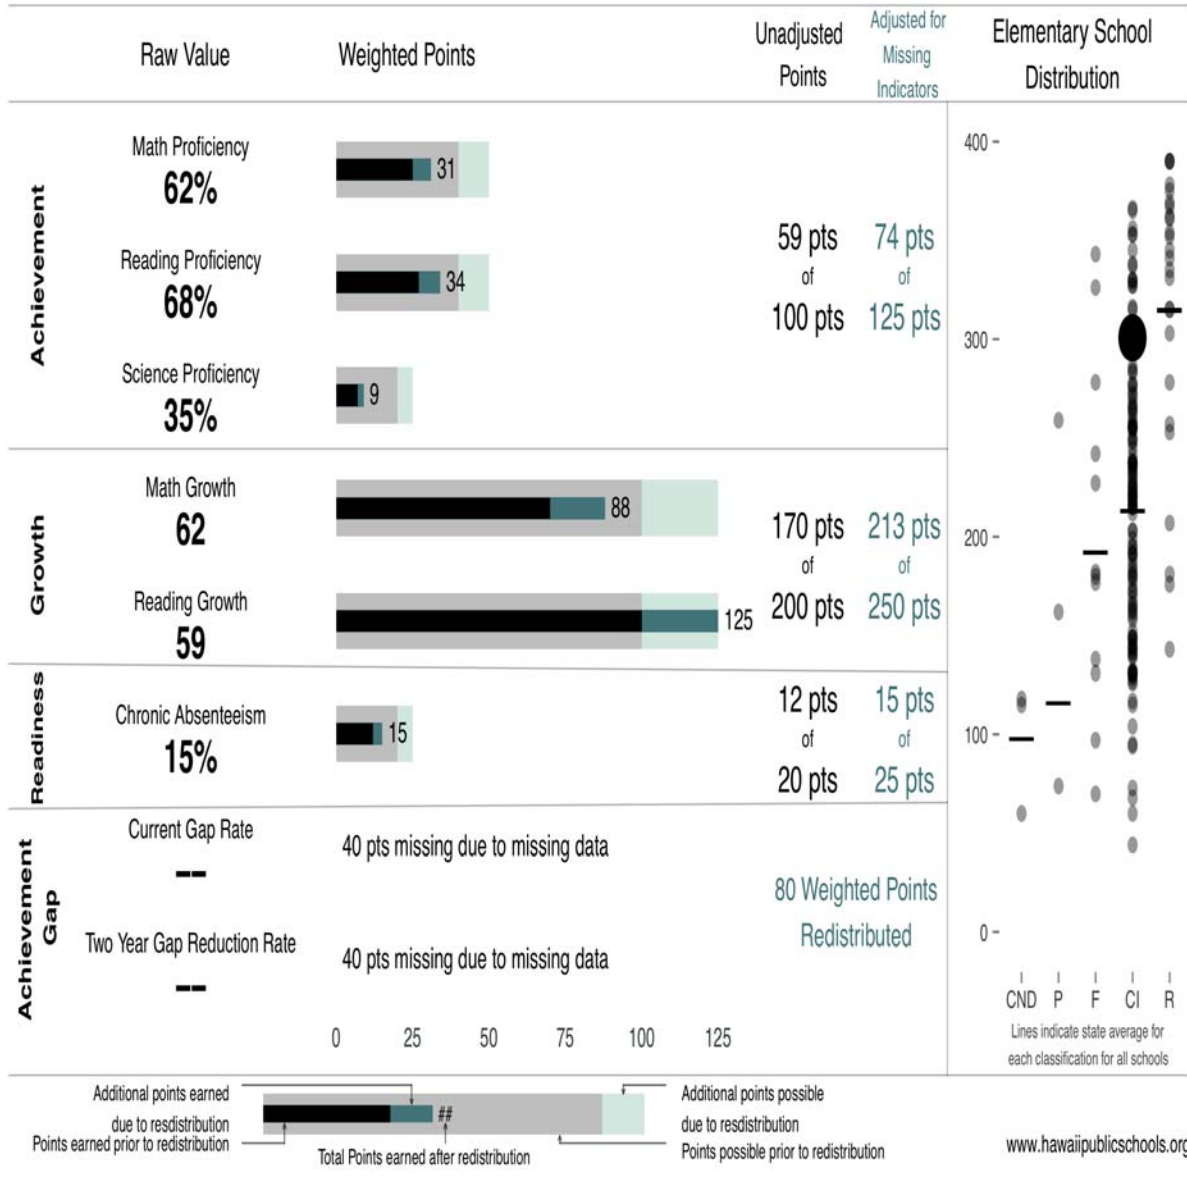 Raw Value
Weighted Points
Unadjusted
Points
Adjusted for
Missing
Indicators
Elementary School
Distribution
Achievement
Math Proficiency
62%
31
Reading Proficiency
68%
34
Science Proficiency
35%
9
59 pts
of
100 pts
74 pts
of
125 pts
Growth
Math Growth
62
88
Reading Growth
59
125
170 pts
of
200 pts
213 pts
of
250 pts
Readiness
Chronic Absenteeism
15%
15
12 pts
of
20 pts
15 pts
of
25 pts
Achievement
Gap
Current Gap Rate
--
40 pts missing due to missing data
Two Year Gap Reduction Rate
--
40 pts missing due to missing data
80 Weighted Points
Redistributed
0 25 50 75 100 125
400
300
200
100
0
CND P F CI R
Lines indicate state average for
each classification for all schools
Additional points earned
due to resdistribution
Points earned prior to redistribution
##
Total Points earned after redistribution
Additional points possible
due to resdistribution
Points possible prior to redistribution
www.hawaiipublicschools.org